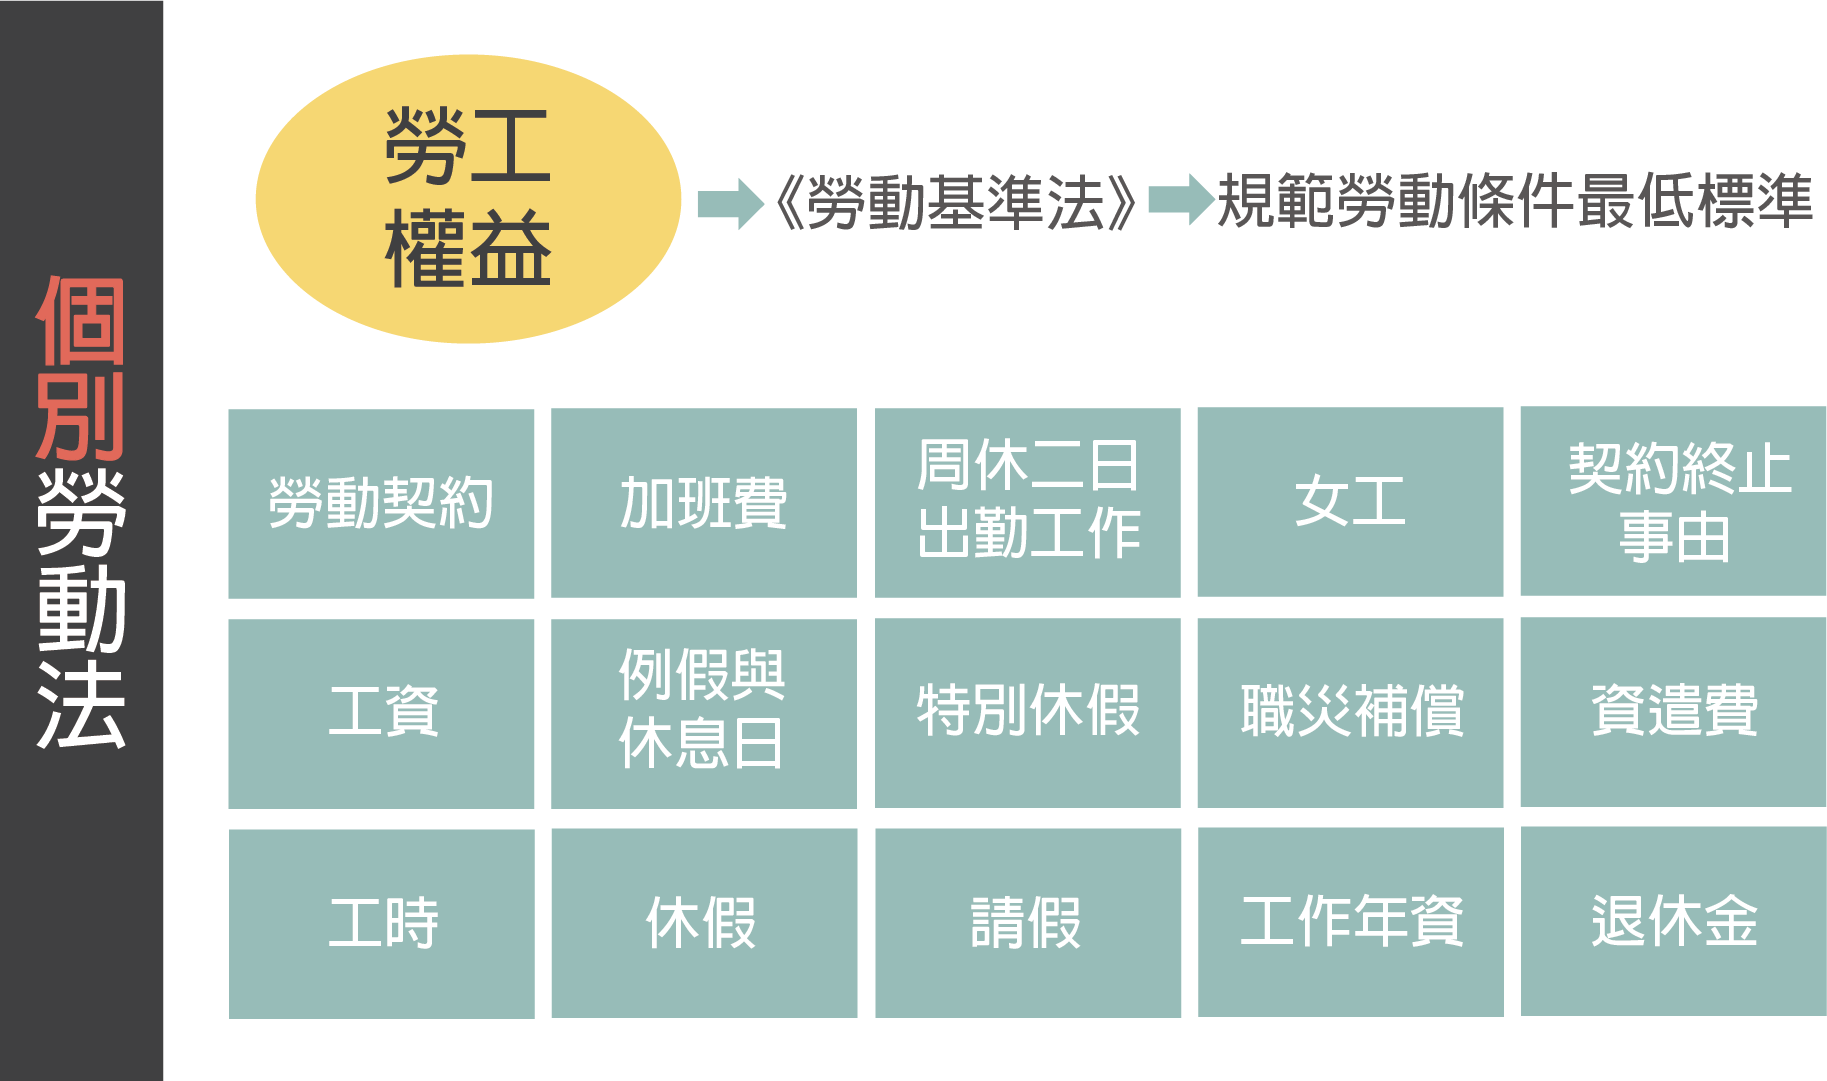 個別勞動法
勞工
權益
《勞動基準法》
規範勞動條件最低標準
勞動契約
加班費
周休二日
出勤工作
女工
契約終止
事由
工資
例假與
休息日
特別休假
職災補償
資遣費
工時
休假
請假
工作年資
退休金